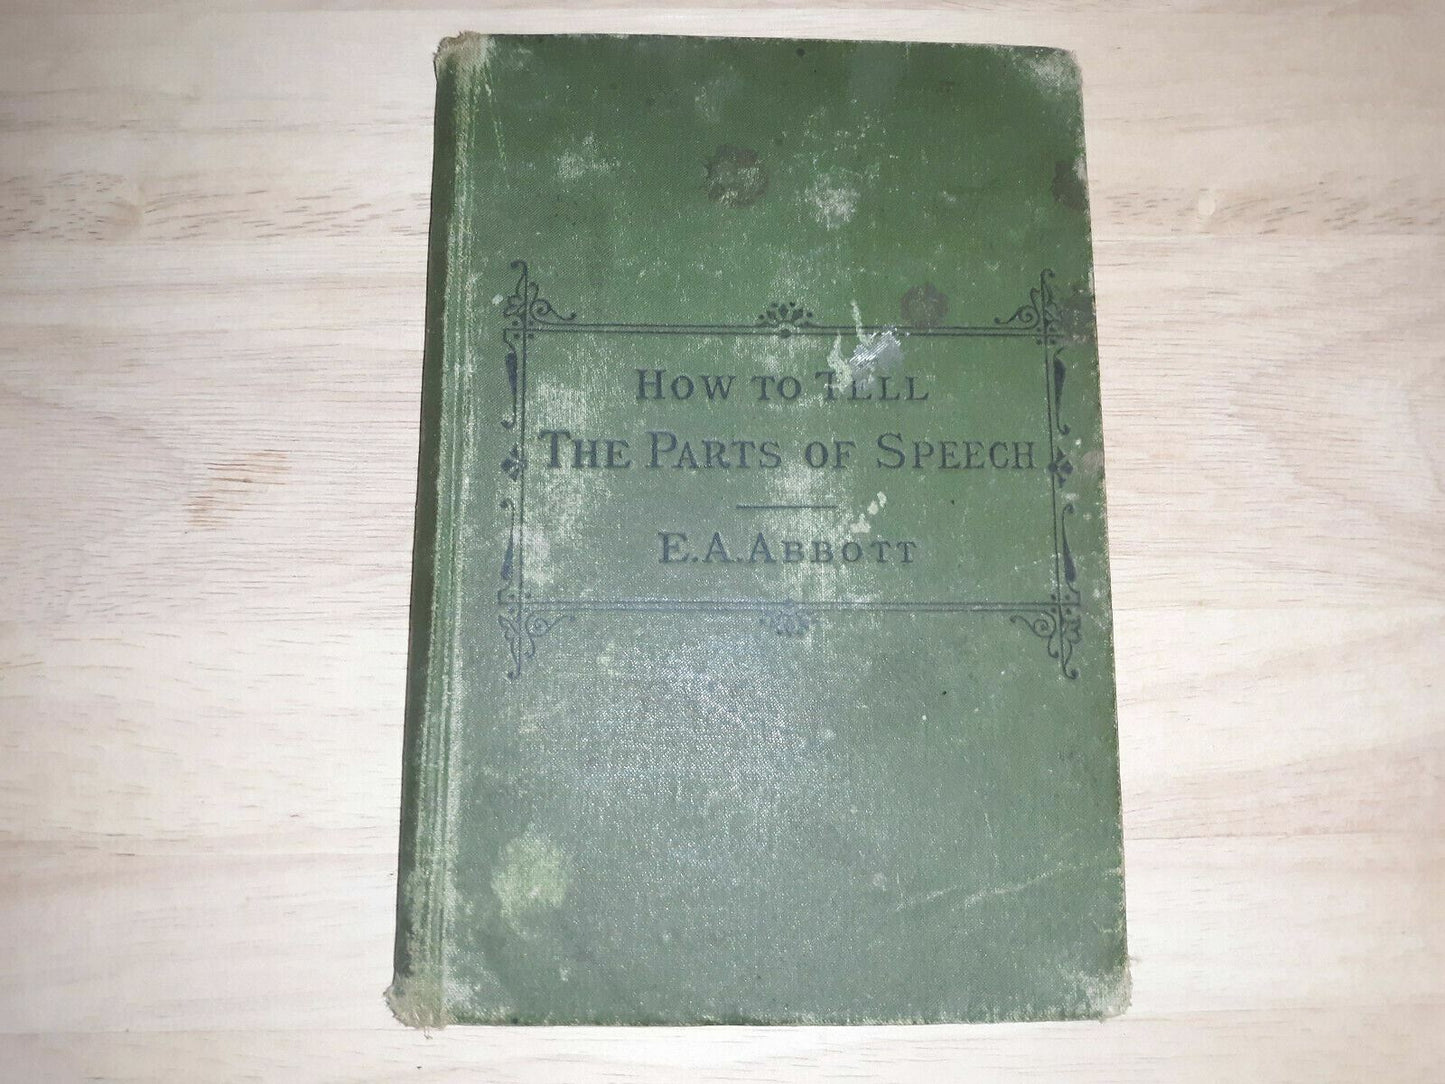 HOW TO TELL
THE PARTS OF SPEECH
E.A. ABBOTT